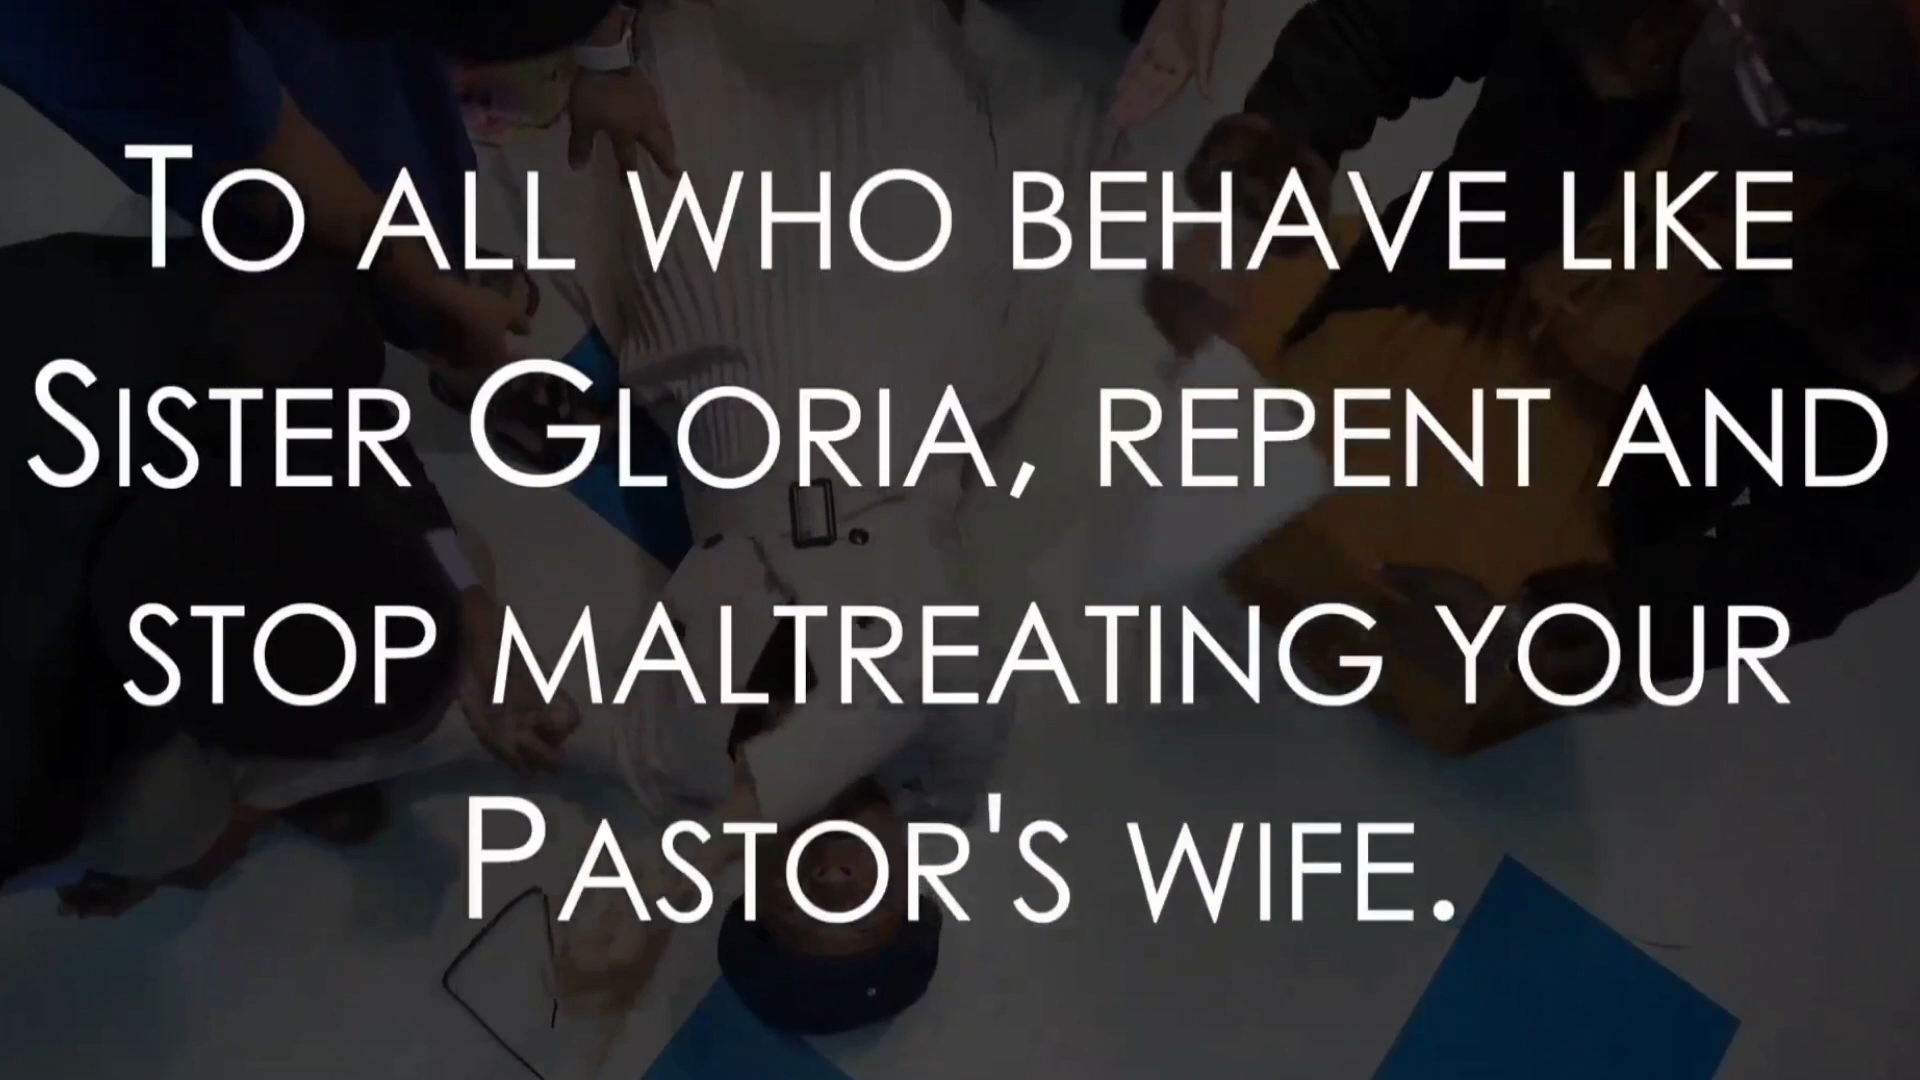 To all who behave like
Sister Gloria, repent and
stop maltreating your
Pastor's wife.